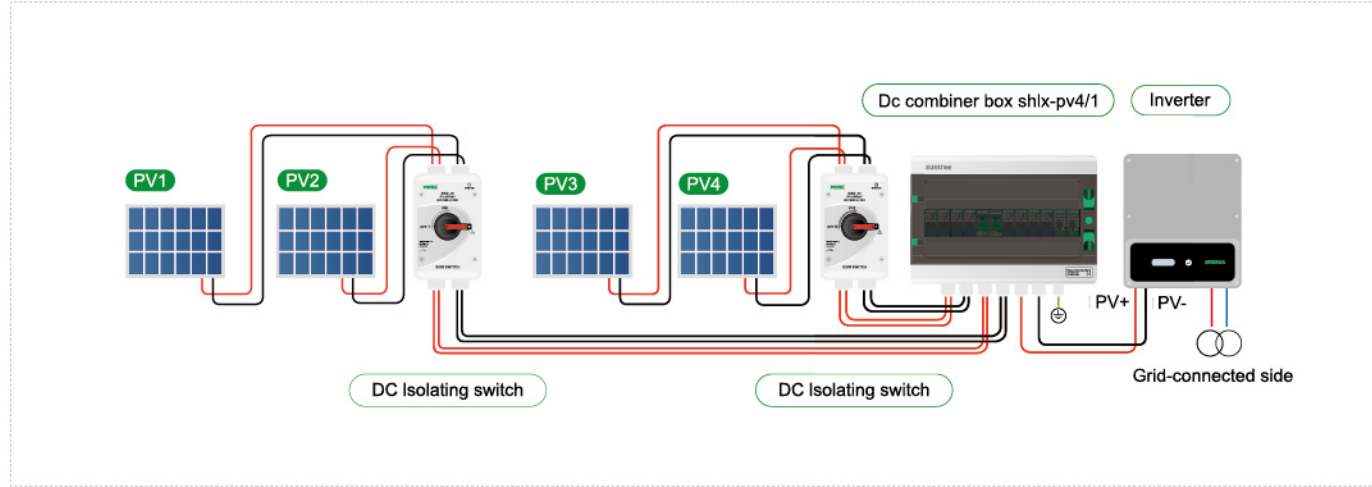 Dc combiner box shlx-pv4/1
Inverter
PV1
PV2
PV3
PV4
suntree
PV+
PV-
Grid-connected side
DC Isolating switch
DC Isolating switch